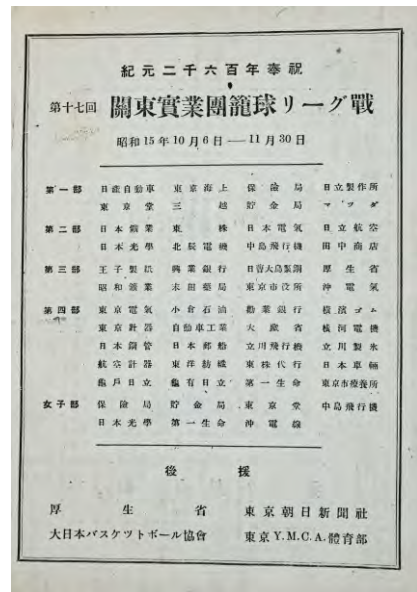 紀元二千六百年奉祝
第十七回 關東實業團籠球リーグ戰
昭和15年10月6日——11月30日
第一部 日産自動車 東京海上 保險局 日立製作所
東京堂 三越 貯金局 マツダ
第二部 日本鑛業 東株 日本電氣 日立航空
日本光學 北辰電機 中島飛行機 田中商店
第三部 王子製紙 興業銀行 日曹大島製鋼 厚生省
昭和鑛業 東京市役所 沖電氣
第四部 東京電氣 小倉石油 勸業銀行 橫濱ゴム
東京計器 自動車工業 大藏省 橫河電機
日本鋼管 日本郵船 立川飛行機 立川製氷
航空計器 東洋紡織 東株代行 日本車輛
龜戶日立 龜有日立 第一生命 東京市療養所
女子部 保險局 貯金局 東京堂 中島飛行機
日本光學 第一生命 沖電線
後援
厚生省 東京朝日新聞社
大日本バスケットボール協會 東京Y.M.C.A.體育部